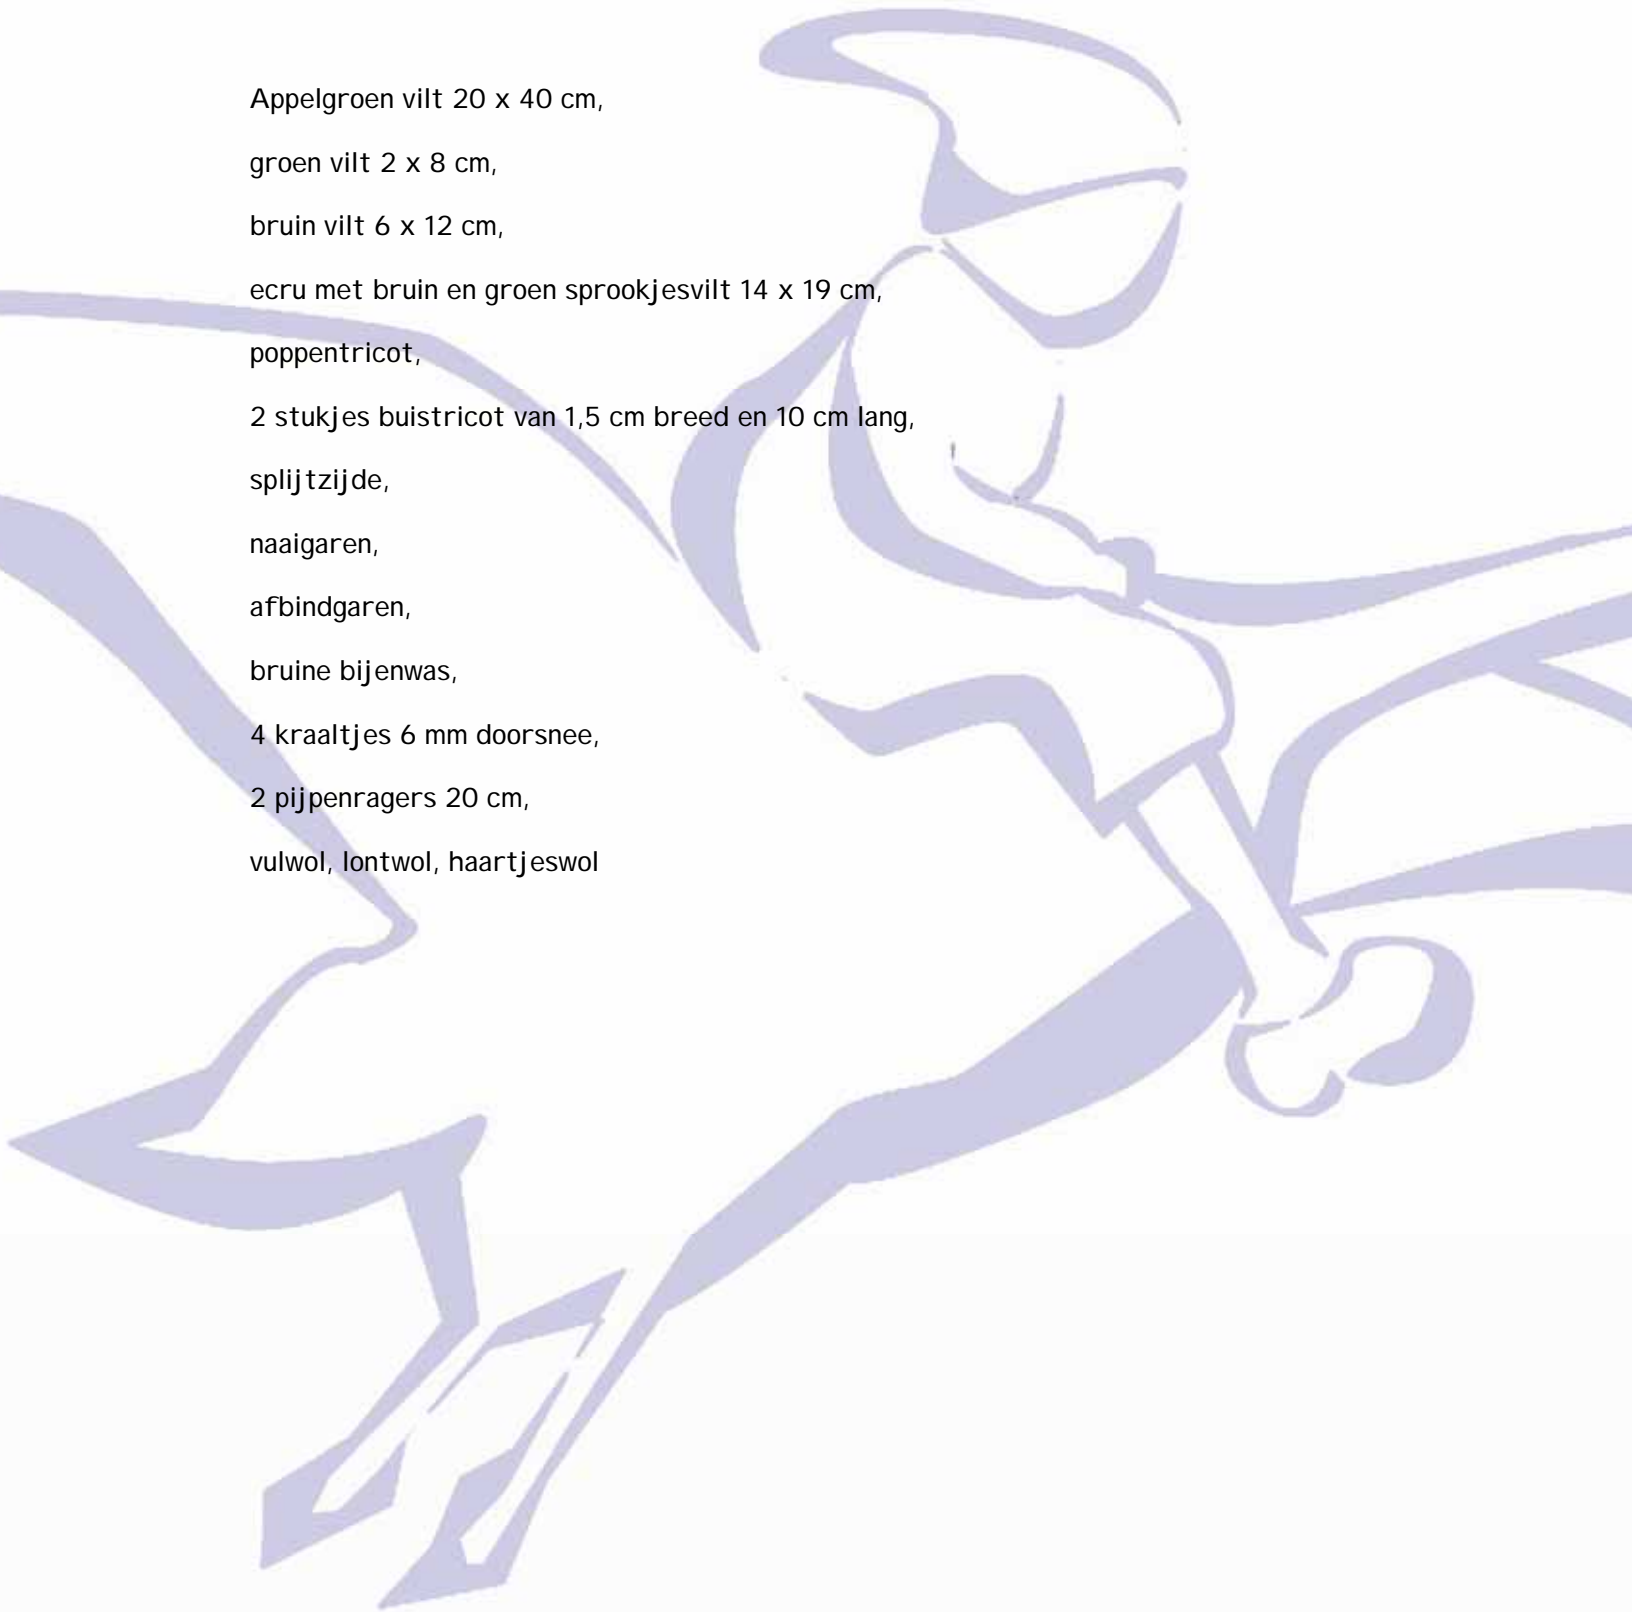 Appelgroen vilt 20 x 40 cm,
groen vilt 2 x 8 cm,
bruin vilt 6 x 12 cm,
ecru met bruin en groen sprookjesvilt 14 x 19 cm,
poppentricot,
2 stukjes buistricot van 1,5 cm breed en 10 cm lang,
splijtzijde,
naaigaren,
afbindgaren,
bruine bijenwas,
4 kraaltjes 6 mm doorsnee,
2 pijpenragers 20 cm,
vulwol, lontwol, haartjeswol